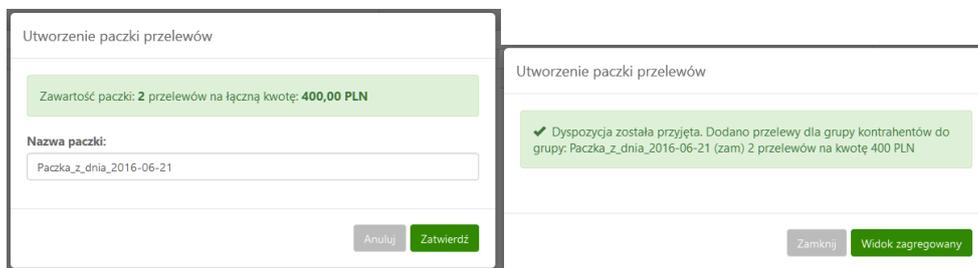 Utworzenie paczki przelewów
Zawartość paczki: 2 przelewów na łączną kwotę: 400,00 PLN
Nazwa paczki:
Paczka_z_dnia_2016-06-21
Anuluj
Zatwierdź
Utworzenie paczki przelewów
Dyspozycja została przyjęta. Dodano przelewy dla grupy kontrahentów do
grupy: Paczka_z_dnia_2016-06-21 (zam) 2 przelewów na kwotę 400 PLN
Zamknij
Widok zagregowany